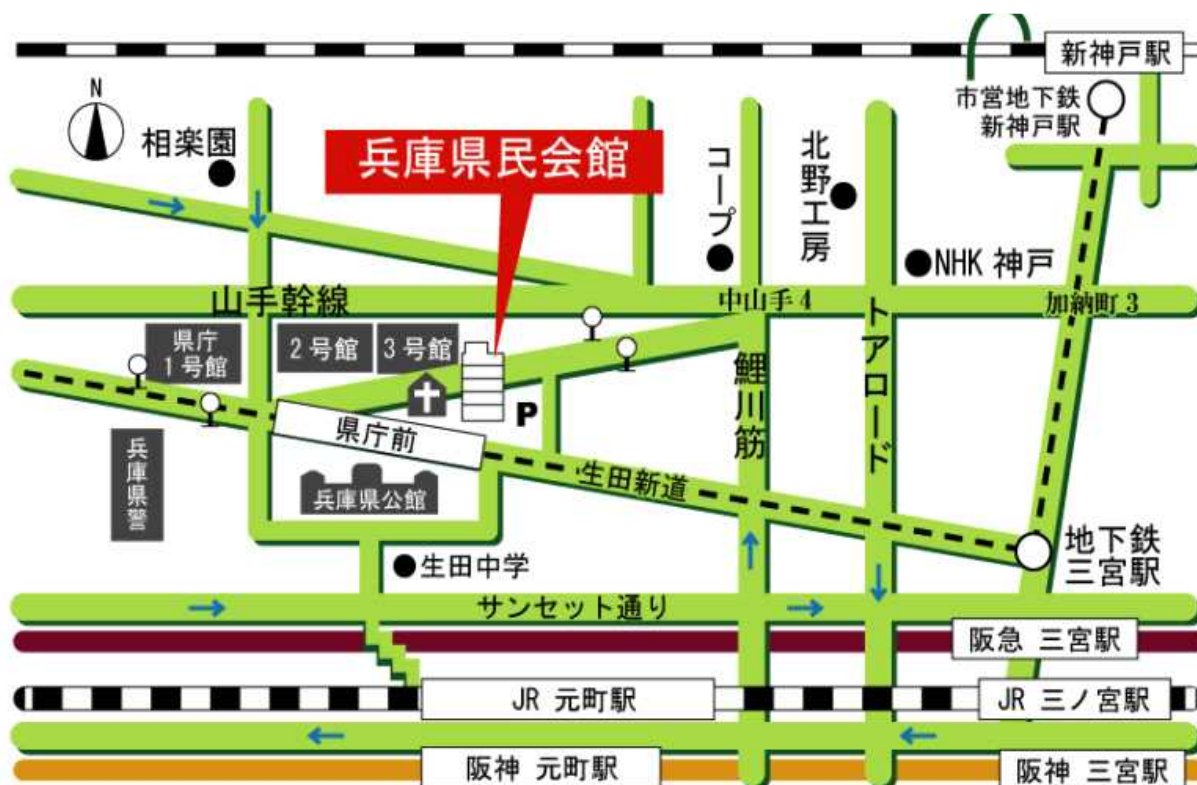 新神戸駅
市営地下鉄
新神戸駅
N
相楽園
兵庫県民会館
コープ
北野工房
NHK 神戸
山手幹線
中山手4
加納町3
県庁
1号館
2号館
3号館
P
鯉川筋
トアロード
県庁前
兵庫県警
兵庫県公館
生田新道
地下鉄
三宮駅
生田中学
サンセット通り
阪急 三宮駅
JR 元町駅
JR 三ノ宮駅
阪神 元町駅
阪神 三宮駅